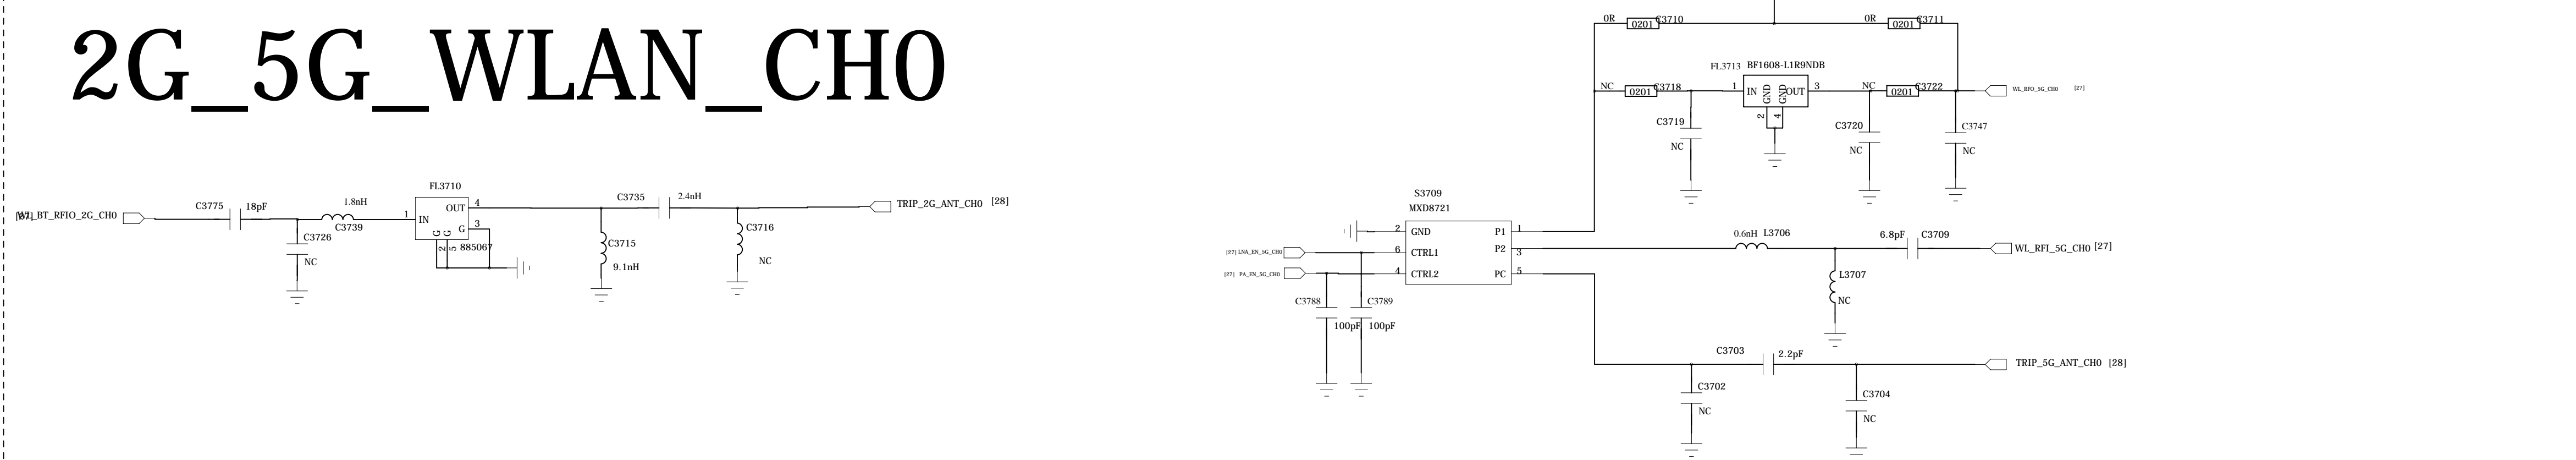 2G_5G_WLAN_CH0
0R
0201
C3710
0R
0201
C3711
FL3713 BF1608-L1R9NDB
NC
0201
C3718
1
IN
GND
GND
OUT
3
2
4
NC
0201
C3722
WL_RFO_5G_CH0 [27]
C3719
NC
C3720
NC
C3747
NC
FL3710
C3775
18pF
1.8nH
C3739
WL_BT_RFIO_2G_CH0
C3726
NC
1
IN
OUT
4
G
3
G
G
2
5
885067
C3735
2.4nH
TRIP_2G_ANT_CH0 [28]
C3715
9.1nH
C3716
NC
S3709
MXD8721
2
GND
P1
1
[27] LNA_EN_5G_CH0
6
CTRL1
P2
3
[27] PA_EN_5G_CH0
4
CTRL2
PC
5
C3788
100pF
C3789
100pF
0.6nH L3706
6.8pF
C3709
WL_RFI_5G_CH0 [27]
L3707
NC
C3703
2.2pF
TRIP_5G_ANT_CH0 [28]
C3702
NC
C3704
NC